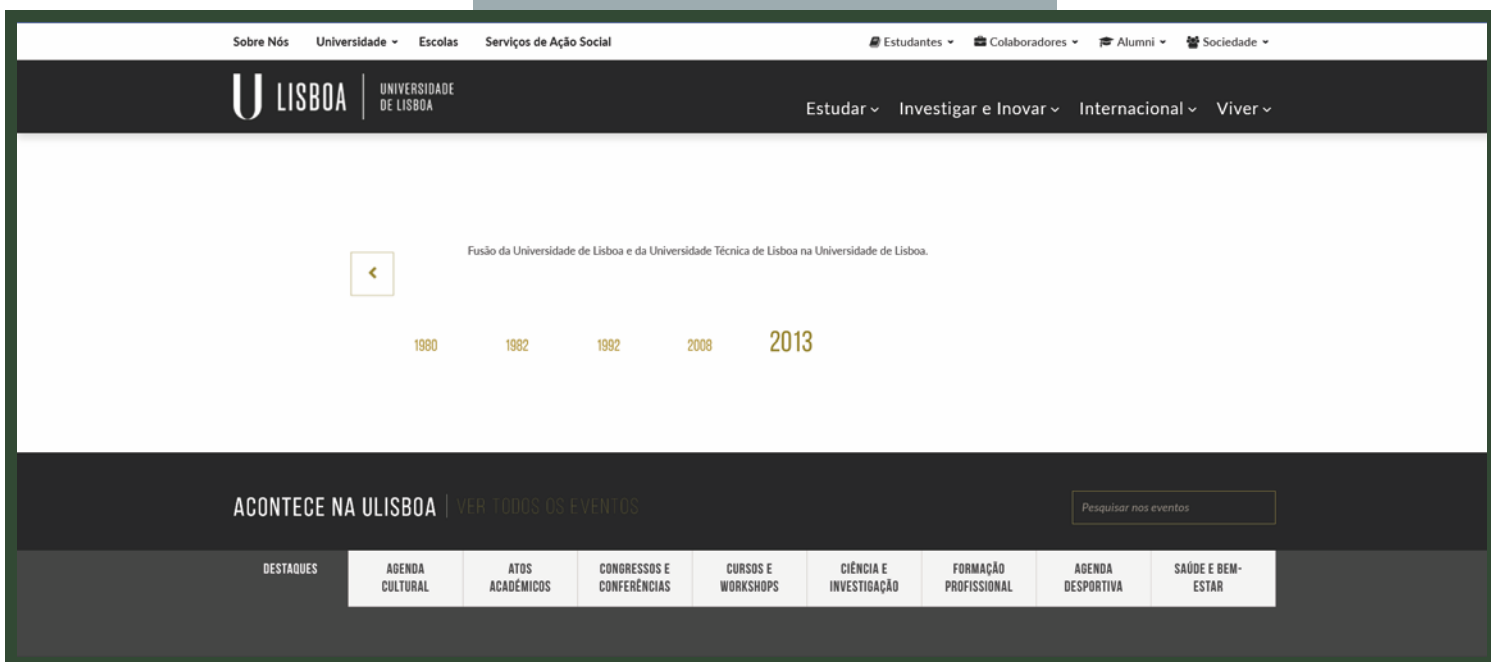 Sobre Nós Universidade Escolas Serviços de Ação Social Estudantes Colaboradores Alumni Sociedade
U LISBOA UNIVERSIDADE
DE LISBOA
Estudar Investigar e Inovar Internacional Viver
Fusão da Universidade de Lisboa e da Universidade Técnica de Lisboa na Universidade de Lisboa.
1980 1982 1992 2008 2013
ACONTECE NA ULISBOA VER TODOS OS EVENTOS Pesquisar nos eventos
DESTAQUES AGENDA ATOS CONGRESSOS E CURSOS E CIÊNCIA E FORMAÇÃO AGENDA SAÚDE E BEM-
CULTURAL ACADÉMICOS CONFERÊNCIAS WORKSHOPS INVESTIGAÇÃO PROFISSIONAL DESPORTIVA ESTAR